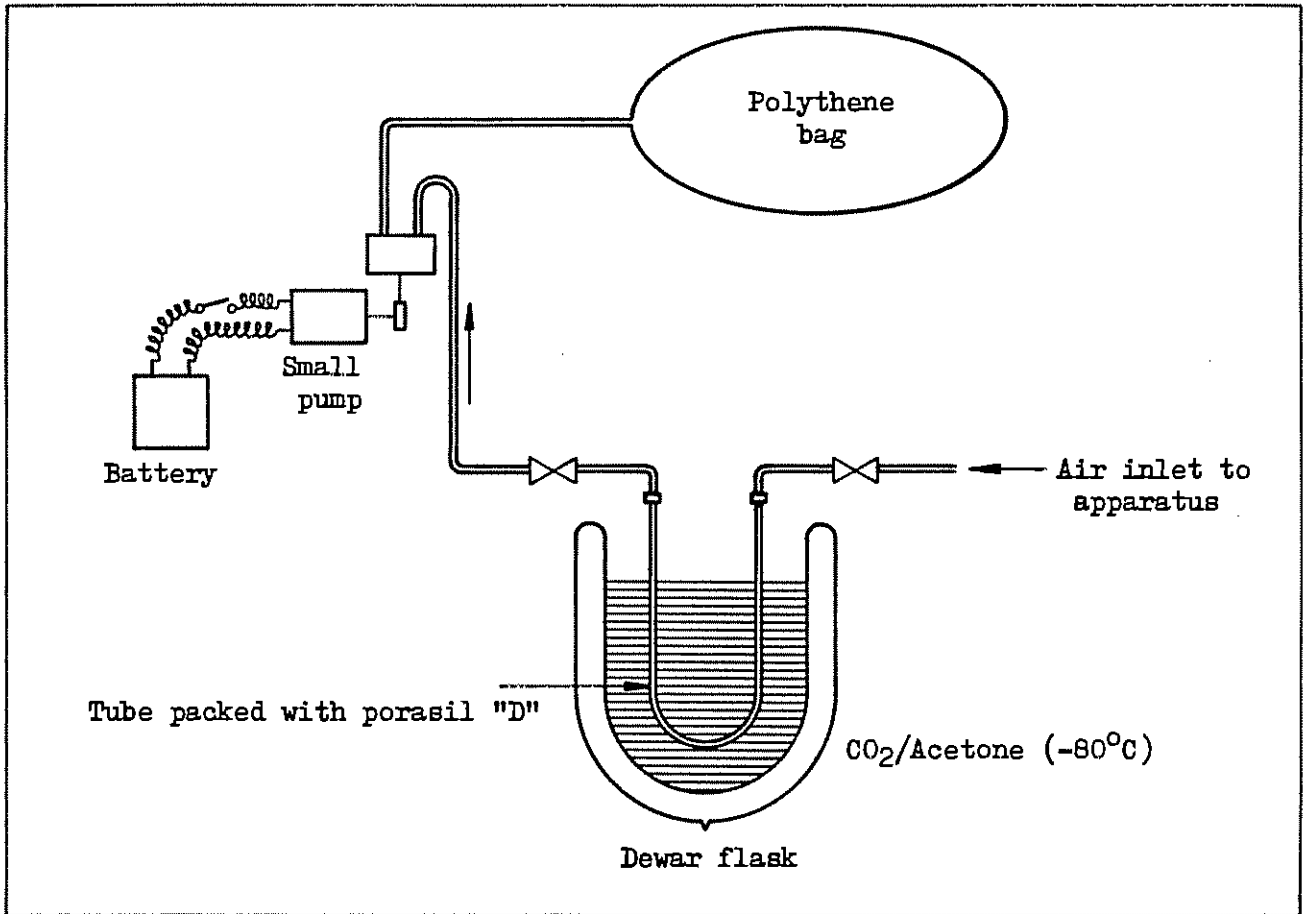 Polythene
bag
Small
pump
Battery
Air inlet to
apparatus
Tube packed with porasil "D"
CO₂/Acetone (-80°C)
Dewar flask